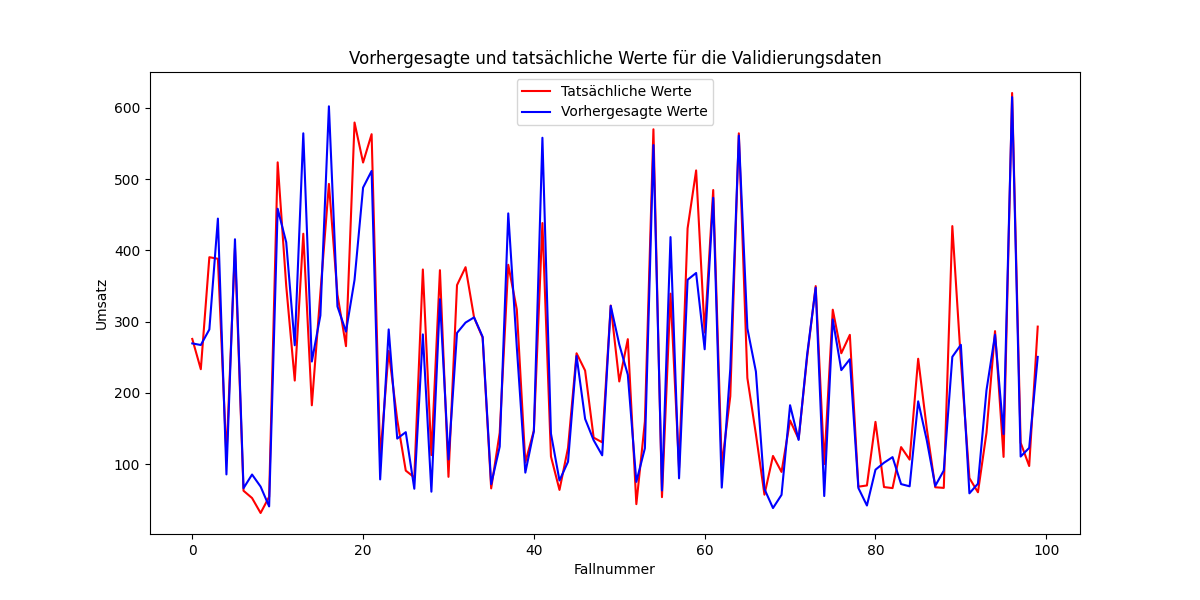 Vorhergesagte und tatsächliche Werte für die Validierungsdaten
Tatsächliche Werte
Vorhergesagte Werte
600
500
400
300
200
100
Umsatz
0
20
40
60
80
100
Fallnummer